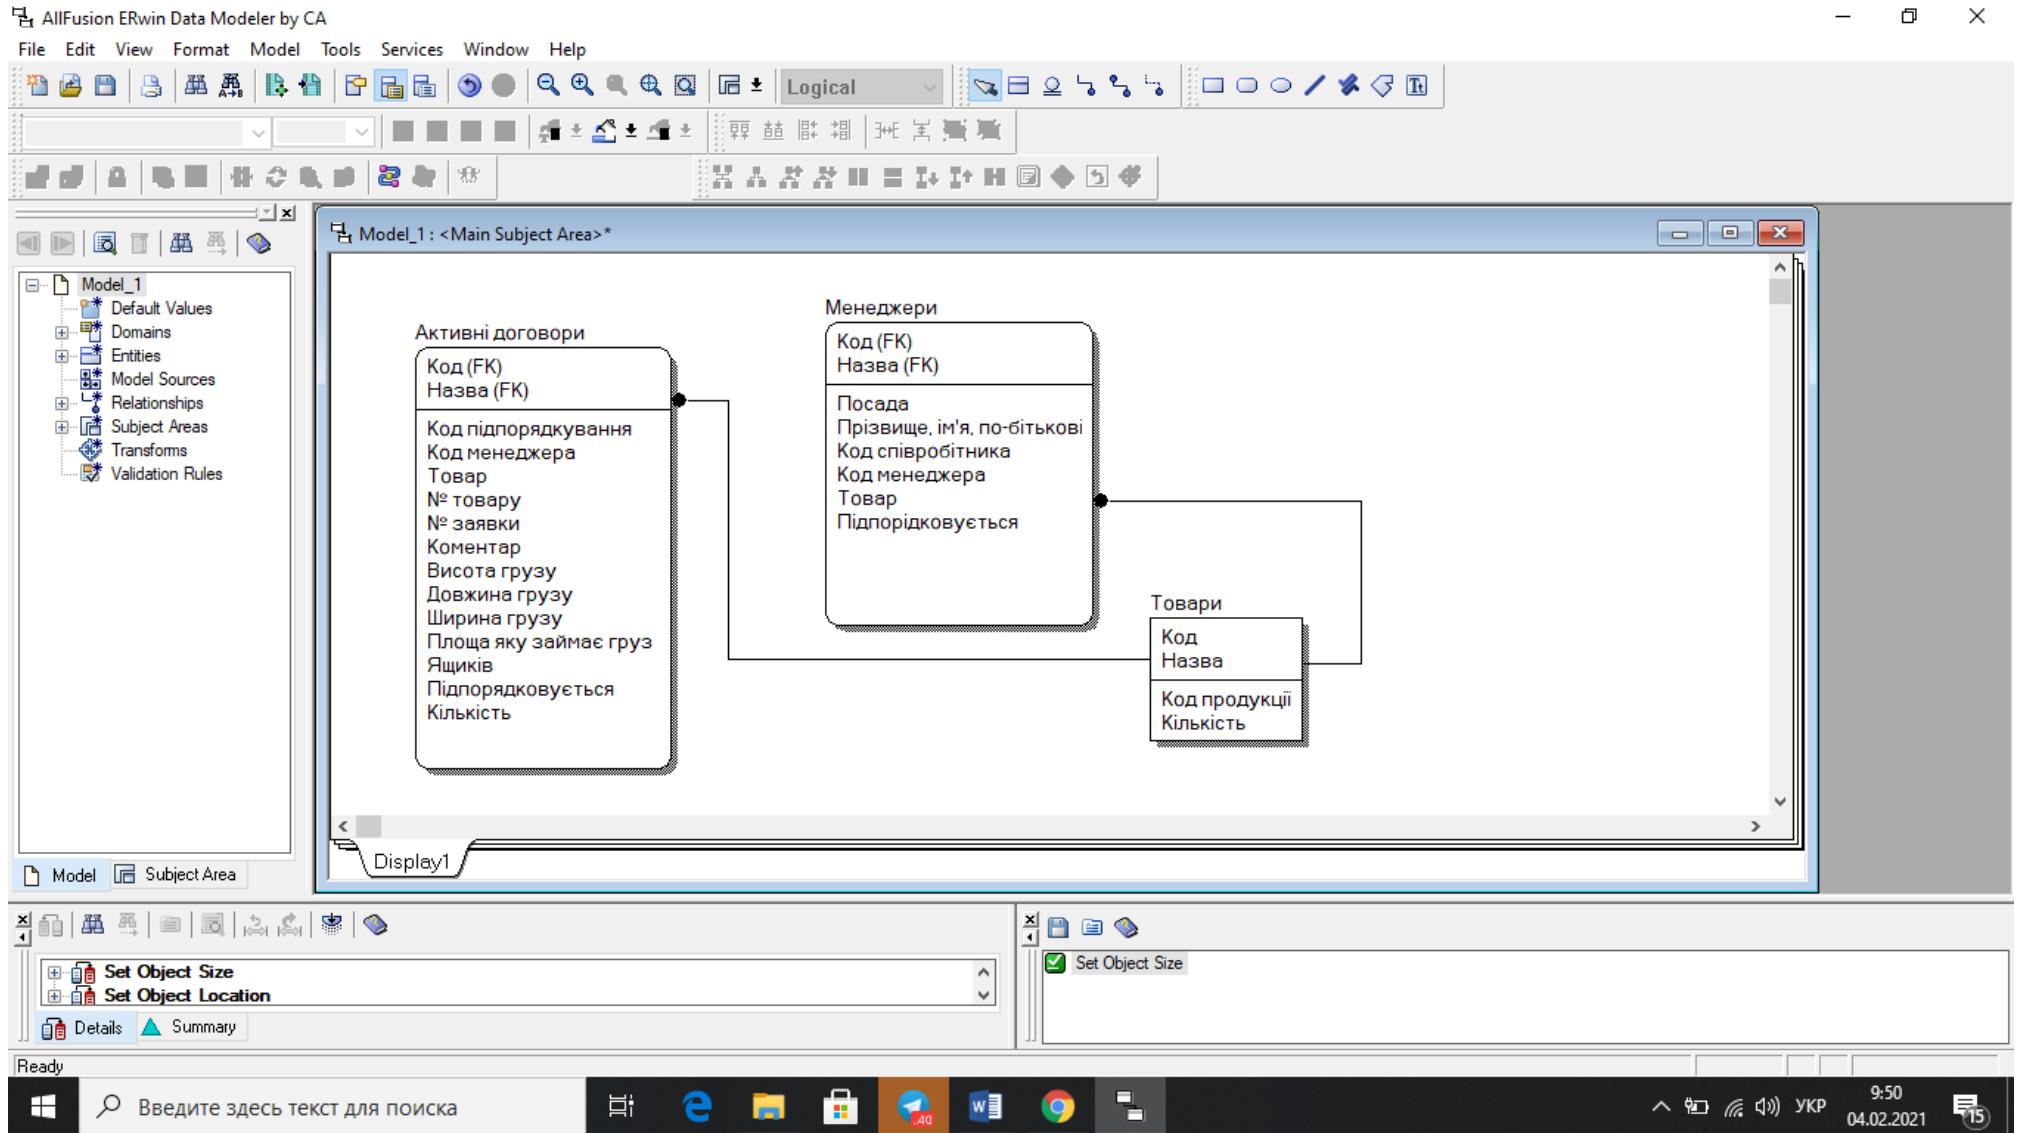 AllFusion ERwin Data Modeler by CA
File Edit View Format Model Tools Services Window Help
Logical
Model_1 : <Main Subject Area>*
Model_1
Default Values
Domains
Entities
Model Sources
Relationships
Subject Areas
Transforms
Validation Rules
Model Subject Area
Активні договори
Код (FK)
Назва (FK)
Код підпорядкування
Код менеджера
Товар
№ товару
№ заявки
Коментар
Висота грузу
Довжина грузу
Ширина грузу
Площа яку займає груз
Ящиків
Підпорядковується
Кількість
Менеджери
Код (FK)
Назва (FK)
Посада
Прізвище, ім'я, по-бітькові
Код співробітника
Код менеджера
Товар
Підпорідковується
Товари
Код
Назва
Код продукції
Кількість
Display1
Set Object Size
Set Object Location
Details Summary
Set Object Size
Ready
Введите здесь текст для поиска
УКР
9:50
04.02.2021
15